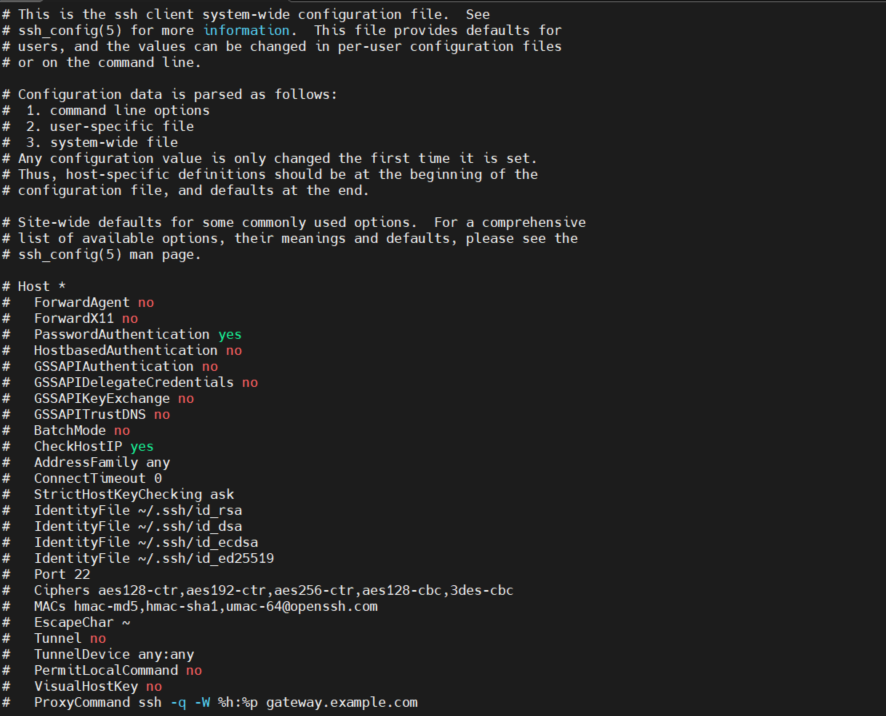 # This is the ssh client system-wide configuration file.  See
# ssh_config(5) for more information.  This file provides defaults for
# users, and the values can be changed in per-user configuration files
# or on the command line.

# Configuration data is parsed as follows:
#  1. command line options
#  2. user-specific file
#  3. system-wide file
# Any configuration value is only changed the first time it is set.
# Thus, host-specific definitions should be at the beginning of the
# configuration file, and defaults at the end.

# Site-wide defaults for some commonly used options.  For a comprehensive
# list of available options, their meanings and defaults, please see the
# ssh_config(5) man page.

# Host *
#   ForwardAgent no
#   ForwardX11 no
#   PasswordAuthentication yes
#   HostbasedAuthentication no
#   GSSAPIAuthentication no
#   GSSAPIDelegateCredentials no
#   GSSAPIKeyExchange no
#   GSSAPITrustDNS no
#   BatchMode no
#   CheckHostIP yes
#   AddressFamily any
#   ConnectTimeout 0
#   StrictHostKeyChecking ask
#   IdentityFile ~/.ssh/id_rsa
#   IdentityFile ~/.ssh/id_dsa
#   IdentityFile ~/.ssh/id_ecdsa
#   IdentityFile ~/.ssh/id_ed25519
#   Port 22
#   Ciphers aes128-ctr,aes192-ctr,aes256-ctr,aes128-cbc,3des-cbc
#   MACs hmac-md5,hmac-sha1,umac-64@openssh.com
#   EscapeChar ~
#   Tunnel no
#   TunnelDevice any:any
#   PermitLocalCommand no
#   VisualHostKey no
#   ProxyCommand ssh -q -W %h:%p gateway.example.com